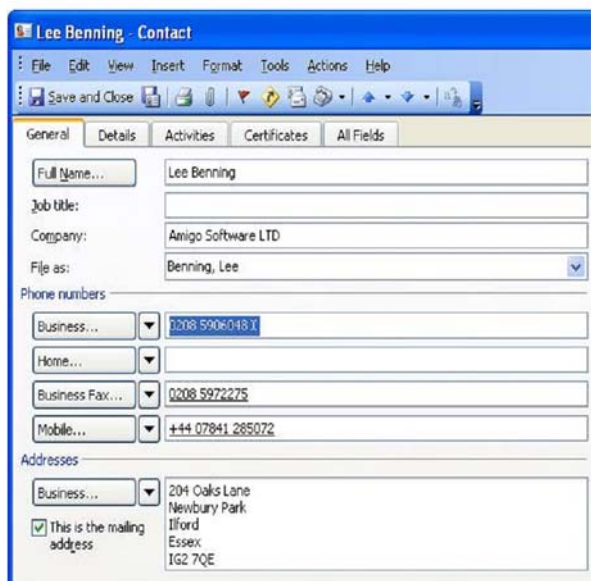 Lee Benning - Contact
File Edit View Insert Format Tools Actions Help
Save and Close
General Details Activities Certificates All Fields
Full Name... Lee Benning
Job title:
Company: Amigo Software LTD
File as: Benning, Lee
Phone numbers
Business... 0208 5906048 X
Home...
Business Fax... 0208 5972275
Mobile... +44 07841 285072
Addresses
Business... 204 Oaks Lane
Newbury Park
This is the mailing address Ilford
Essex
IG2 7QE